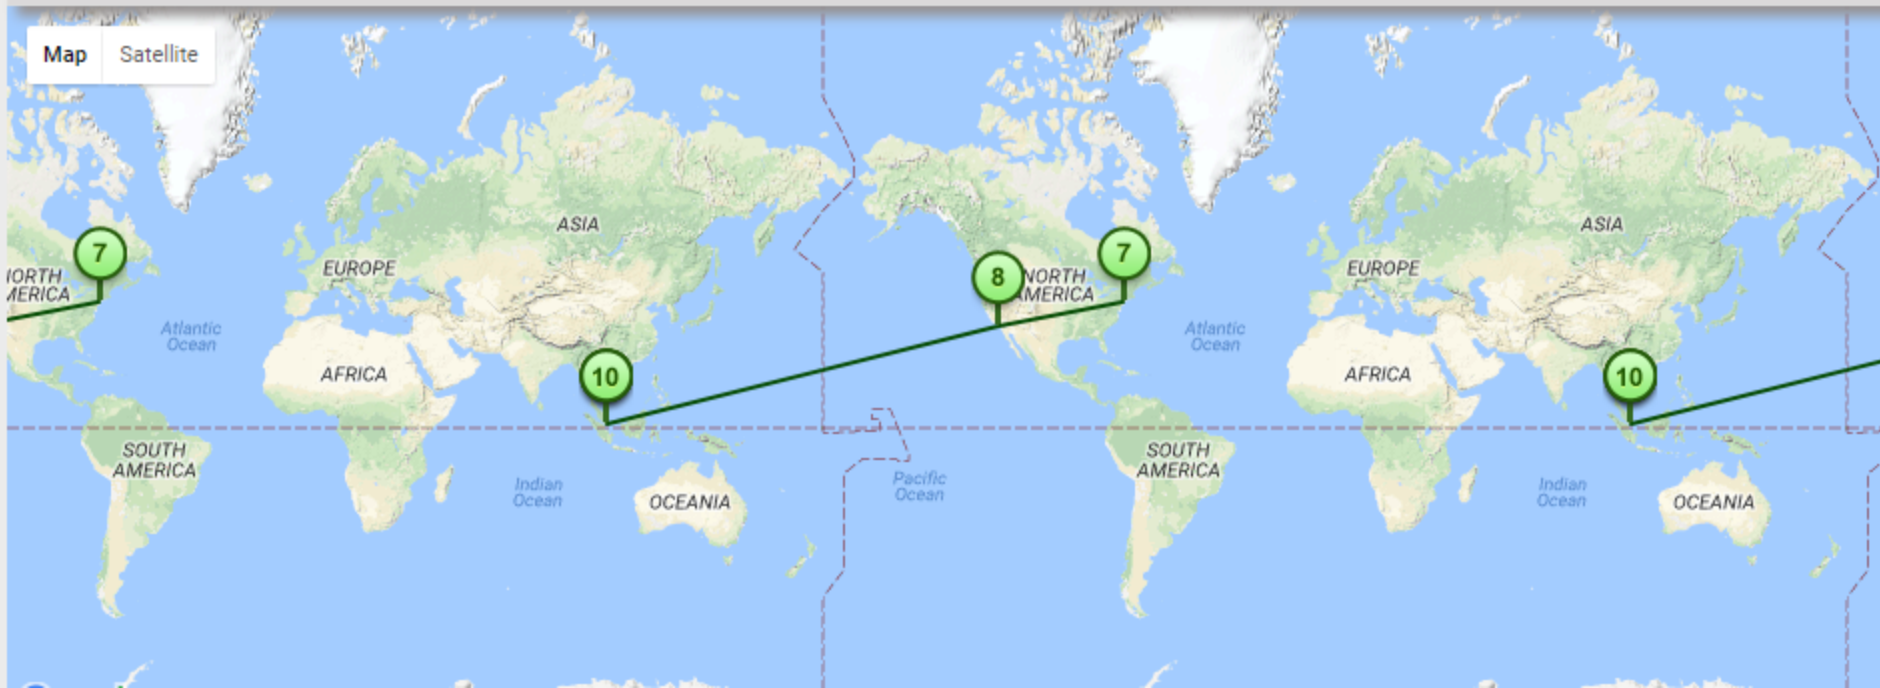 Map Satellite
7
NORTH
MERICA
Atlantic
Ocean
SOUTH
AMERICA
EUROPE
AFRICA
ASIA
10
Indian
Ocean
OCEANIA
Pacific
Ocean
8
NORTH
AMERICA
7
Atlantic
Ocean
SOUTH
AMERICA
EUROPE
AFRICA
ASIA
10
Indian
Ocean
OCEANIA